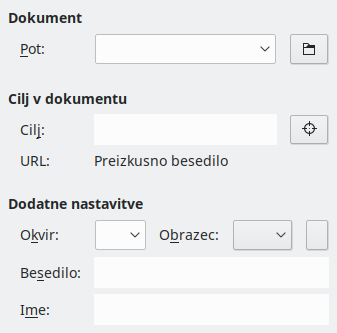 Dokument
Pot:
Cilj v dokumentu
Cilj:
URL: Preizkusno besedilo
Dodatne nastavitve
Okvir: Obrazec:
Besedilo:
Ime: